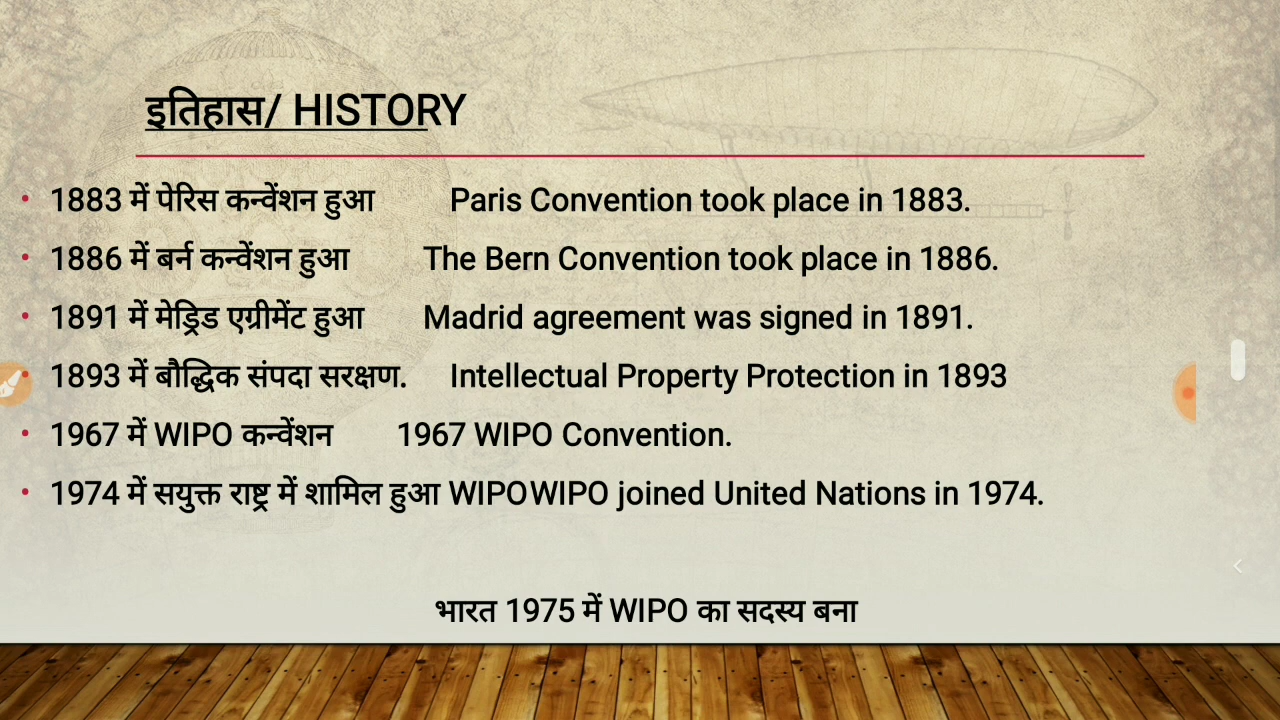 इतिहास/ HISTORY
1883 में पेरिस कन्वेंशन हुआ Paris Convention took place in 1883.
1886 में बर्न कन्वेंशन हुआ The Bern Convention took place in 1886.
1891 में मेड्रिड एग्रीमेंट हुआ Madrid agreement was signed in 1891.
1893 में बौद्धिक संपदा सरक्षण. Intellectual Property Protection in 1893
1967 में WIPO कन्वेंशन 1967 WIPO Convention.
1974 में सयुक्त राष्ट्र में शामिल हुआ WIPOWIPO joined United Nations in 1974.
भारत 1975 में WIPO का सदस्य बना